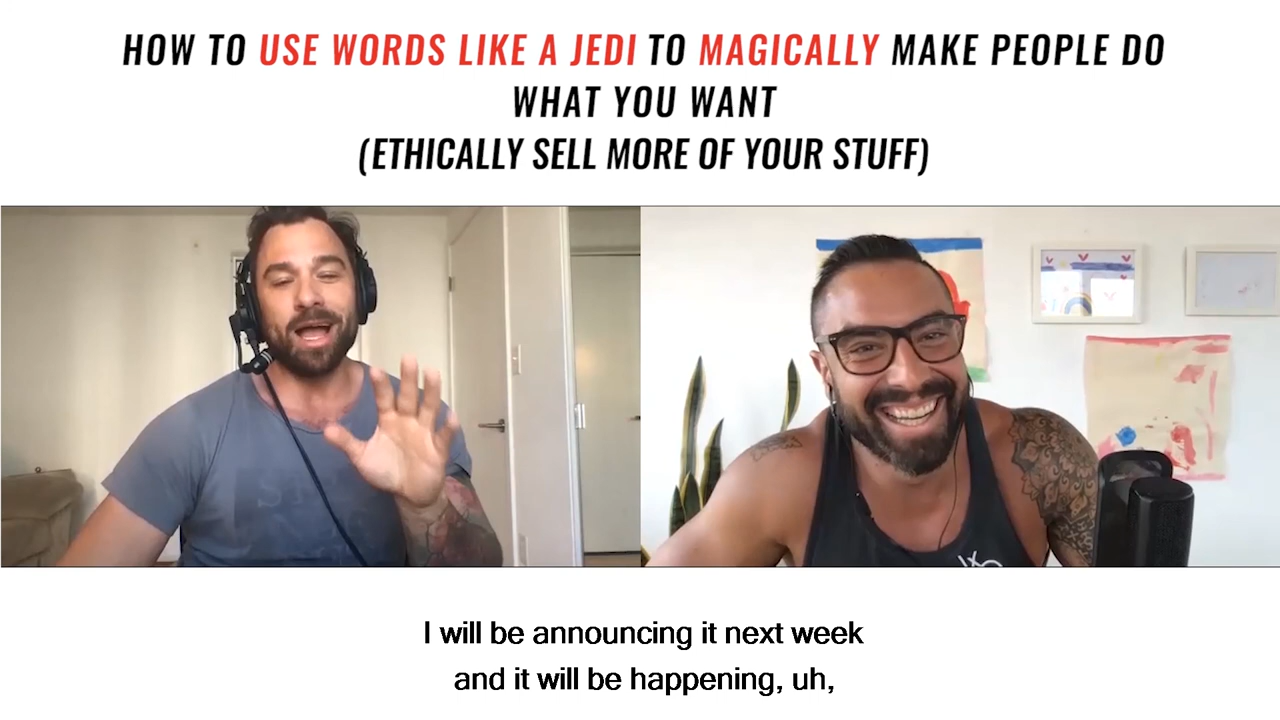 HOW TO USE WORDS LIKE A JEDI TO MAGICALLY MAKE PEOPLE DO
WHAT YOU WANT
(ETHICALLY SELL MORE OF YOUR STUFF)
I will be announcing it next week
and it will be happening, uh,